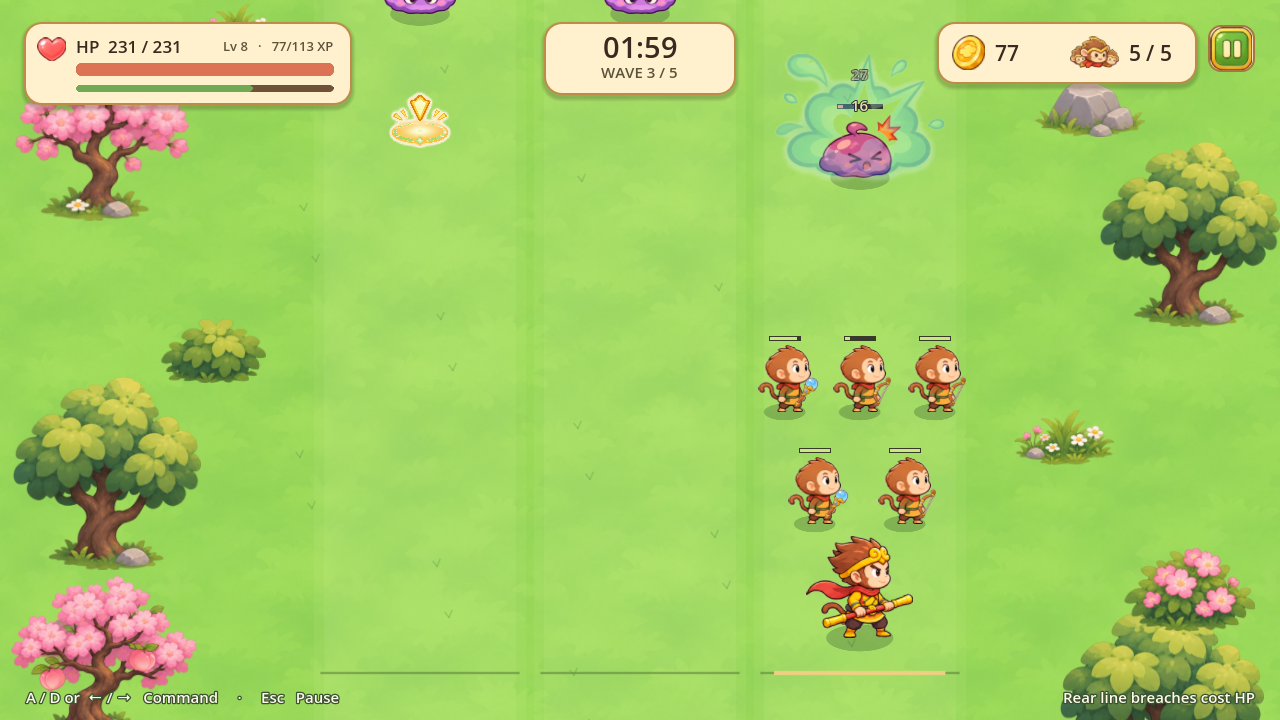 HP 231 / 231
Lv 8 · 77/113 XP
01:59
WAVE 3 / 5
77
5 / 5
27
16
A / D or ← / → Command · Esc Pause
Rear line breaches cost HP